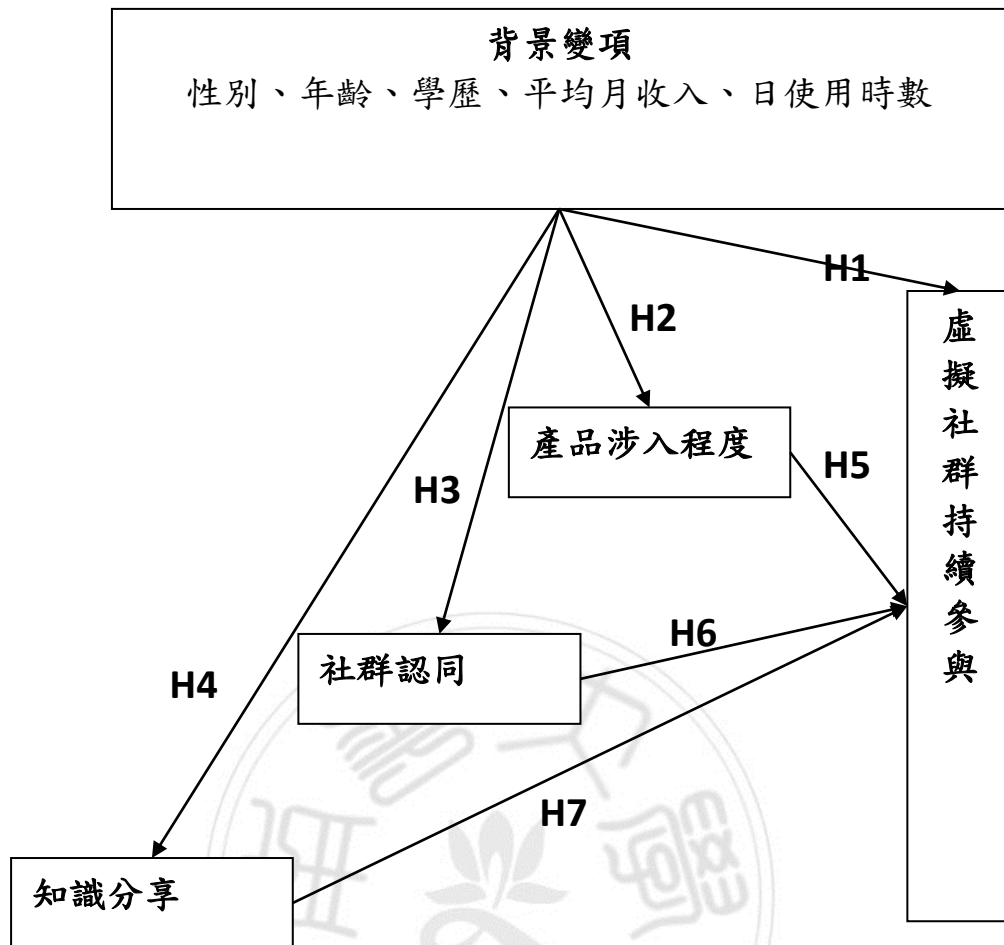 背景變項
性別、年齡、學歷、平均月收入、日使用時數
H1
H2
虛擬社群持續參與
產品涉入程度
H5
H3
H6
社群認同
H4
H7
知識分享